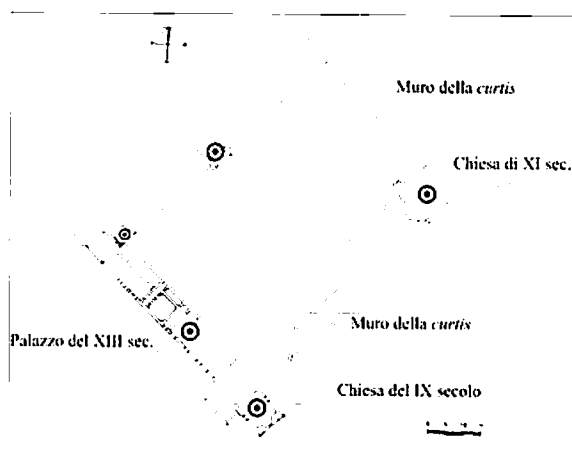 Muro della curtis
Chiesa di XI sec.
Muro della curtis
Palazzo del XIII sec.
Chiesa del IX secolo